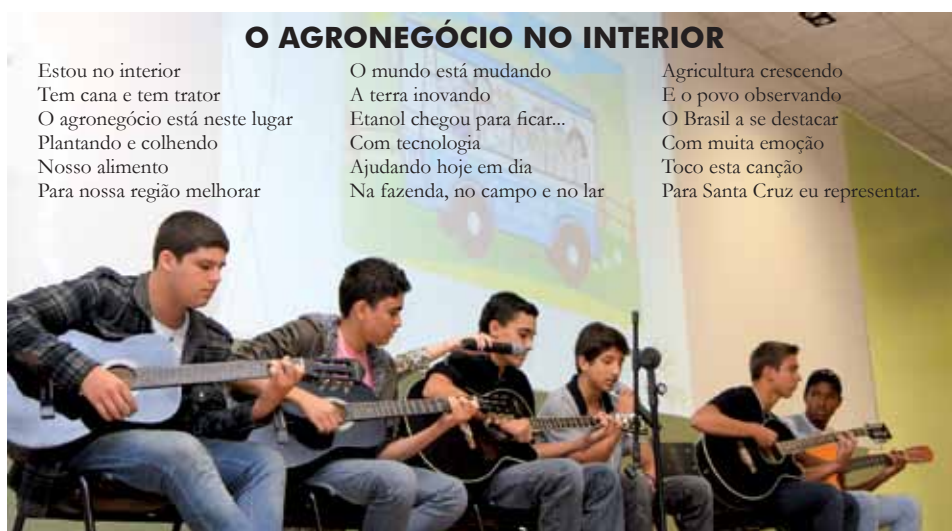 O AGRONEGÓCIO NO INTERIOR
Estou no interior
Tem cana e tem trator
O agronegócio está neste lugar
Plantando e colhendo
Nosso alimento
Para nossa região melhorar
O mundo está mudando
A terra inovando
Etanol chegou para ficar...
Com tecnologia
Ajudando hoje em dia
Na fazenda, no campo e no lar
Agricultura crescendo
E o povo observando
O Brasil a se destacar
Com muita emoção
Toco esta canção
Para Santa Cruz eu representar.